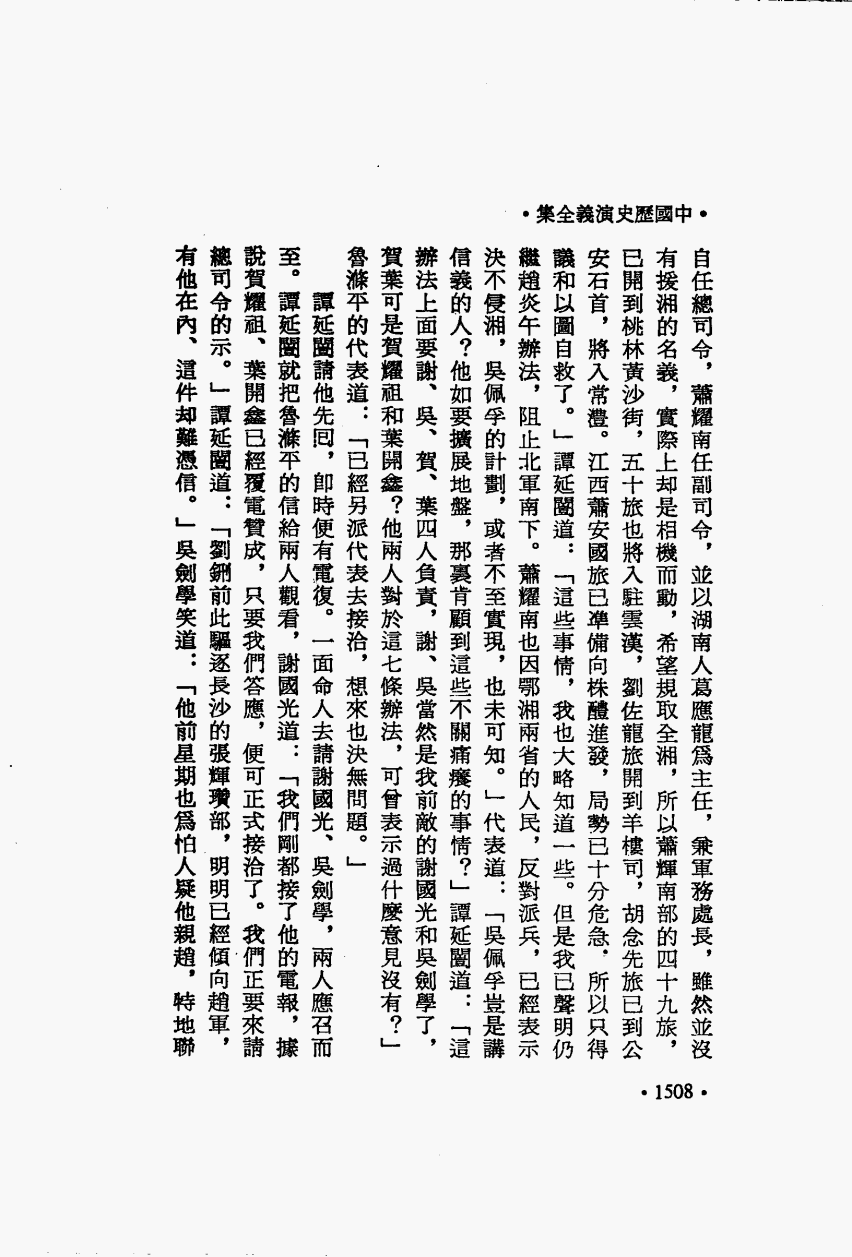 •中國歷史演義全集•
自任總司令，蕭耀南任副司令，並以湖南人葛應龍爲主任，兼軍務處長，雖然並沒
有援湘的名義，實際上却是相機而動，希望規取全湘，所以蕭耀南部的四十九旅，
已開到桃林黃沙街，五十旅也將入駐雲漢，劉佐龍旅開到羊樓司，胡念先旅已到公
安石首，將入常灃。江西蕭安國旅已準備向株醴進發，局勢已十分危急，所以只得
議和以圖自救了。」譚延闓道：「這些事情，我也大略知道一些。但是我已聲明仍
繼趙炎午辦法，阻止北軍南下。蕭耀南也因鄂湘兩省的人民，反對派兵，已經表示
決不侵湘，吳佩孚的計劃，或者不至實現，也未可知。」代表道：「吳佩孚豈是講
信義的人？他如要擴展地盤，那裏肯顧到這些不關痛癢的事情？」譚延闓道：「這
辦法上面要謝、吳、賀、葉四人負責，謝、吳當然是我前敵的謝國光和吳劍學了，
賀葉可是賀耀祖和葉開鑫？他兩人對於這七條辦法，可曾表示過什麼意見沒有？」
魯滌平的代表道：「已經另派代表去接洽，想來也決無問題。」
譚延闓請他先回，卽時便有電復。一面命人去請謝國光、吳劍學，兩人應召而
至。譚延闓就把魯滌平的信給兩人觀看，謝國光道：「我們剛都接了他的電報，據
說賀耀祖、葉開鑫已經覆電贊成，只要我們答應，便可正式接洽了。我們正要來請
總司令的示。」譚延闓道：「劉鉶前此驅逐長沙的張輝瓚部，明明已經傾向趙軍，
有他在內、這件却難憑信。」吳劍學笑道：「他前星期也爲怕人疑他親趙，特地聯
•1508•